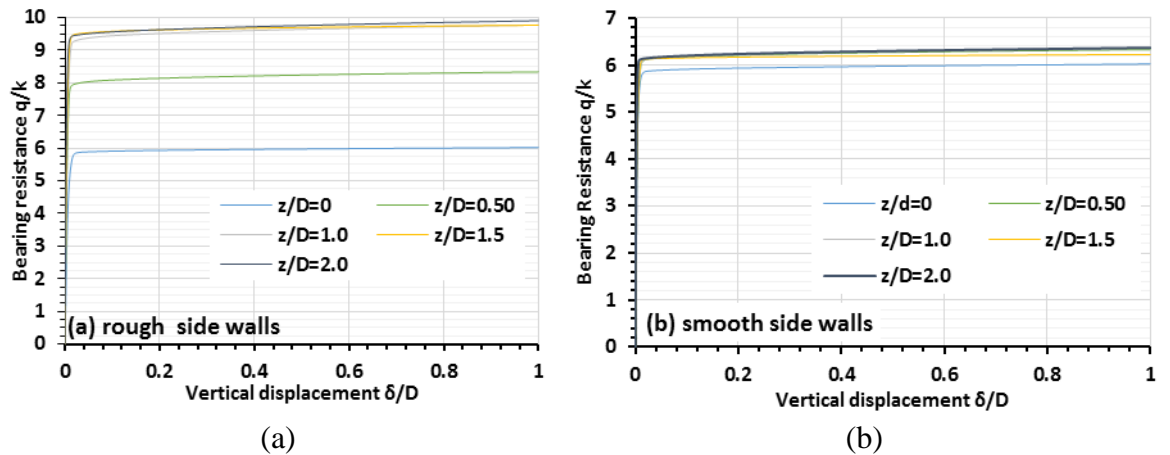 Bearing resistance q/k
10
9
8
7
6
5
4
3
2
1
0
z/D=0 z/D=0.50
z/D=1.0 z/D=1.5
z/D=2.0
(a) rough side walls
0 0.2 0.4 0.6 0.8 1
Vertical displacement δ/D
(a)
Bearing Resistance q/k
7
6
5
4
3
2
1
0
z/d=0 z/D=0.50
z/D=1.0 z/D=1.5
z/D=2.0
(b) smooth side walls
0 0.2 0.4 0.6 0.8 1
Vertical displacement δ/D
(b)